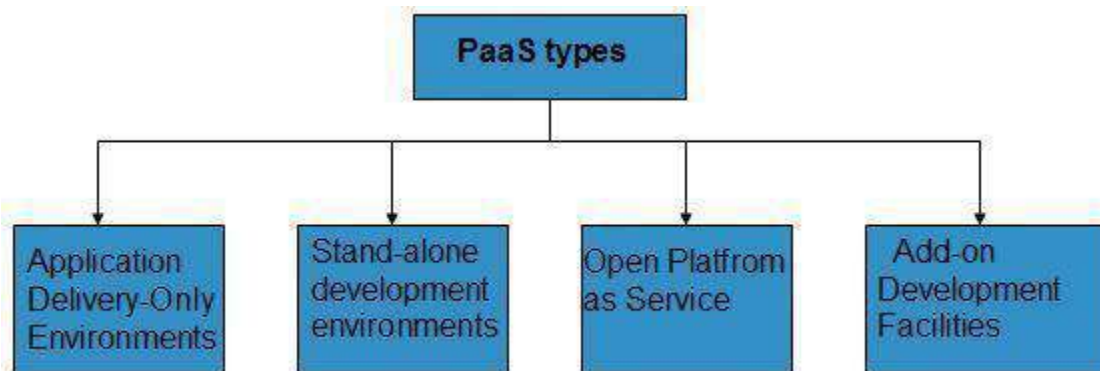 PaaS types
Application
Delivery-Only
Environments
Stand-alone
development
environments
Open Platfrom
as Service
Add-on
Development
Facilities